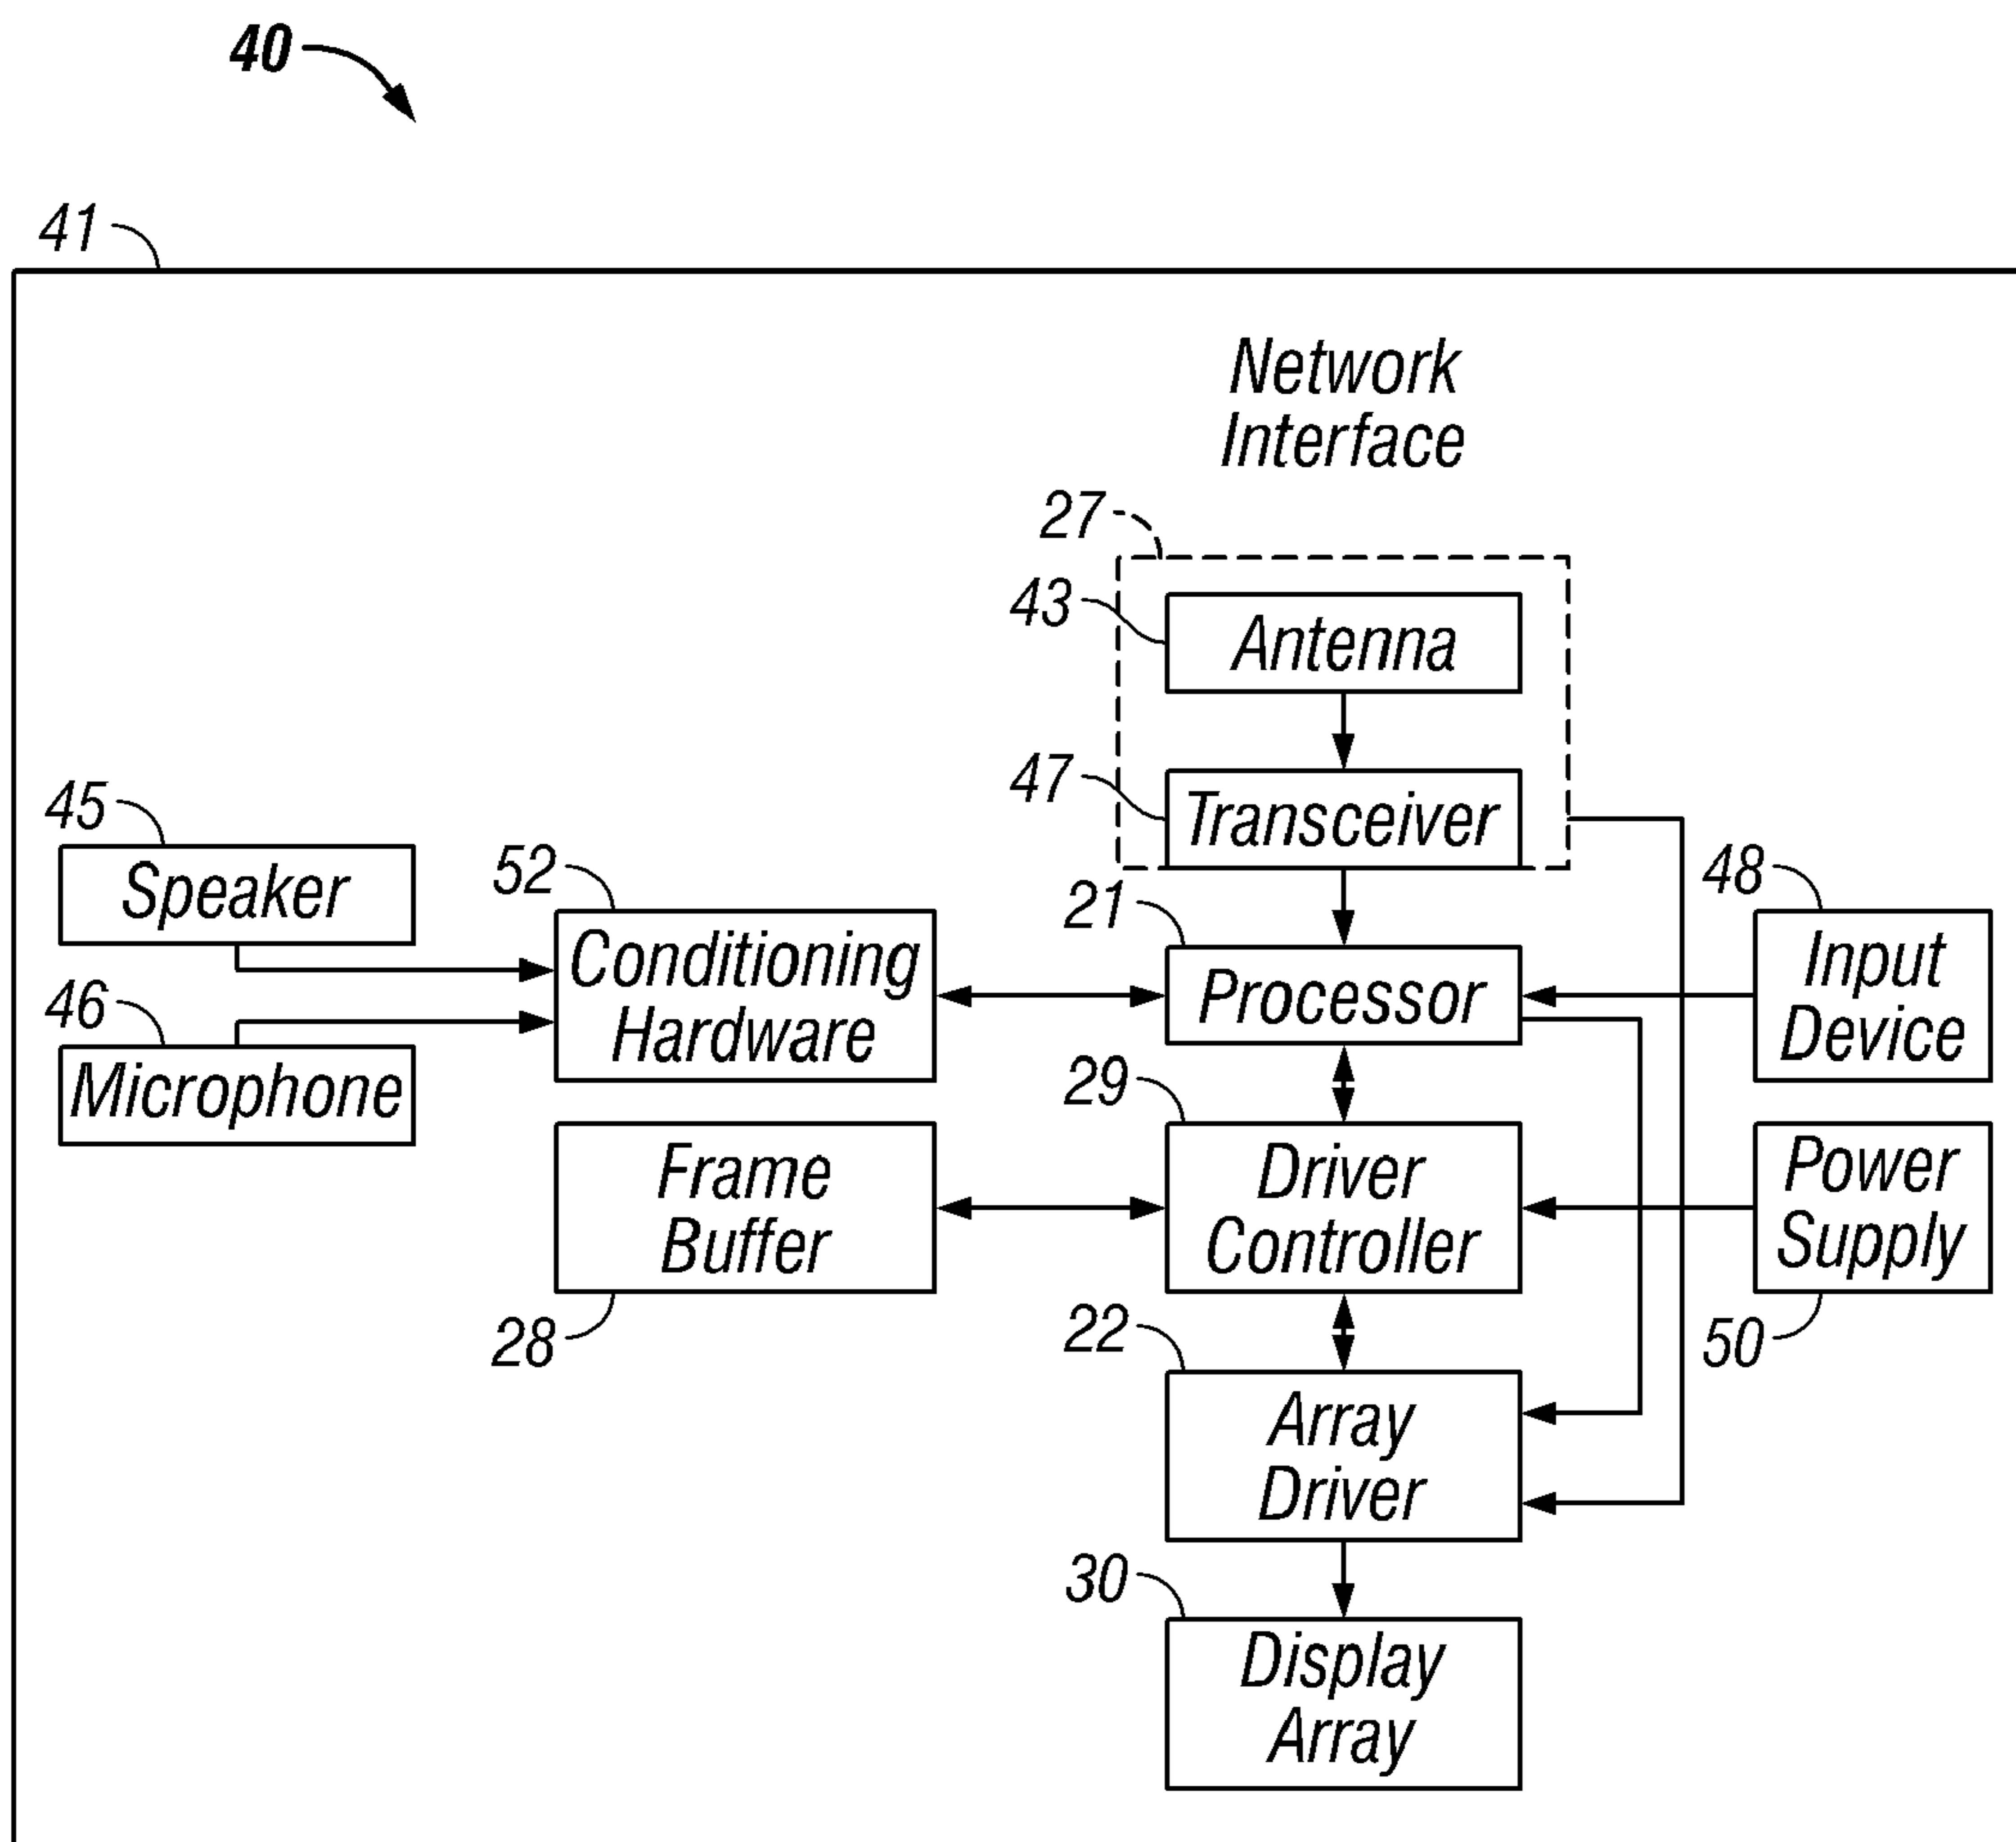 40
41
Network
Interface
27
43
Antenna
47
Transceiver
45
Speaker
52
Conditioning
Hardware
21
Processor
48
Input
Device
46
Microphone
29
Frame
Buffer
28
Driver
Controller
Power
Supply
50
22
Array
Driver
30
Display
Array